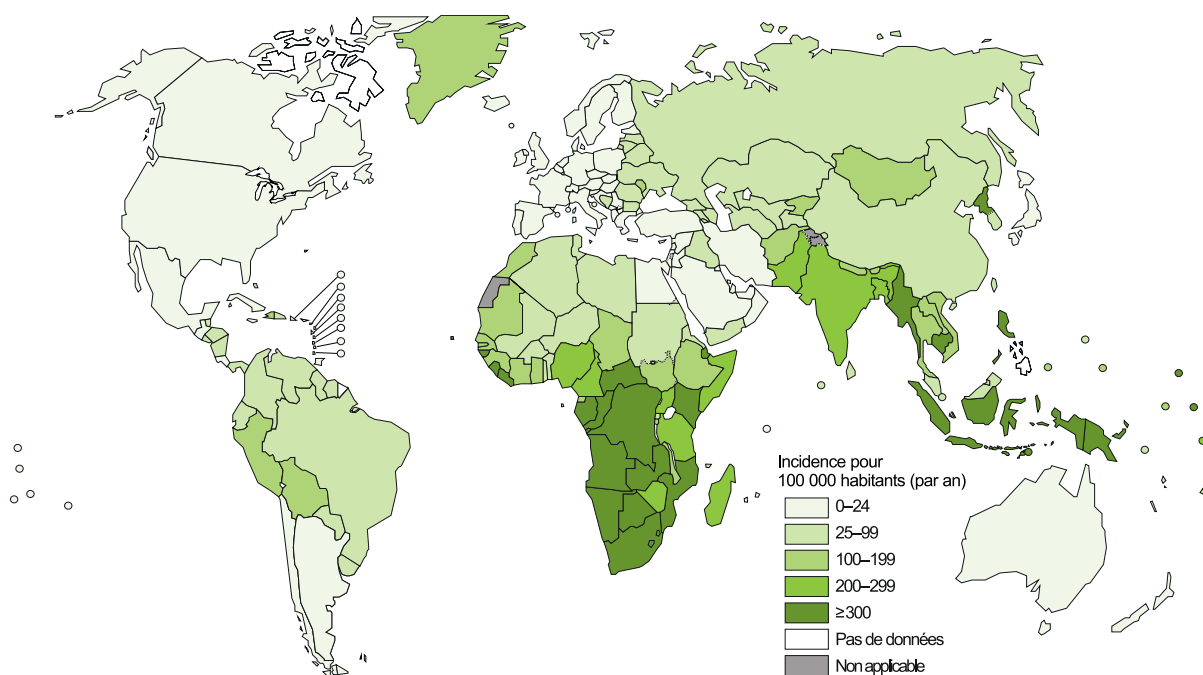 Incidence pour
100 000 habitants (par an)
0–24
25–99
100–199
200–299
≥300
Pas de données
Non applicable